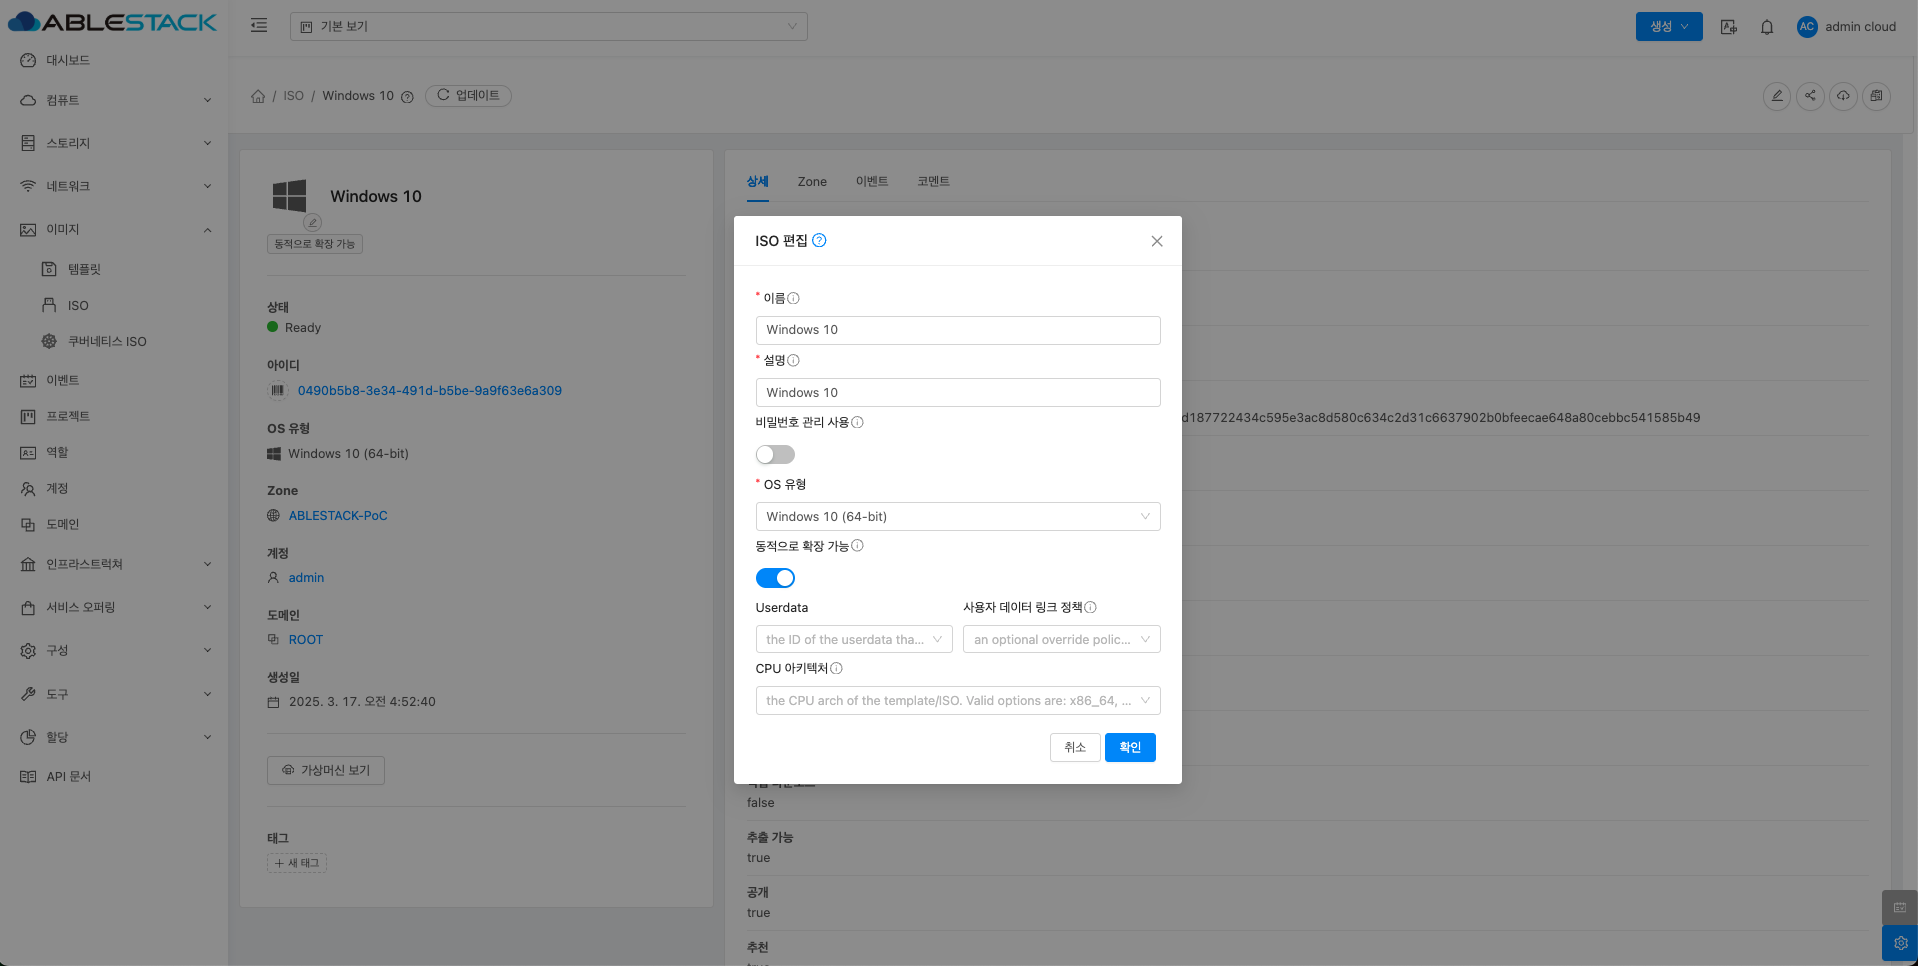 ABLESTACK
기본 보기
생성
AC
admin cloud
대시보드
컴퓨트
스토리지
네트워크
이미지
템플릿
ISO
쿠버네티스 ISO
이벤트
프로젝트
역할
계정
도메인
인프라스트럭쳐
서비스 오퍼링
구성
도구
할당
API 문서
/ ISO / Windows 10
업데이트
Windows 10
동적으로 확장 가능
상태
Ready
아이디
0490b5b8-3e34-491d-b5be-9a9f63e6a309
OS 유형
Windows 10 (64-bit)
Zone
ABLESTACK-PoC
계정
admin
도메인
ROOT
생성일
2025. 3. 17. 오전 4:52:40
가상머신 보기
태그
+ 새 태그
상세
Zone
이벤트
코멘트
d187722434c595e3ac8d580c634c2d31c6637902b0bfeecae648a80cebbc541585b49
false
추출 가능
true
공개
true
추천
ISO 편집
* 이름
Windows 10
* 설명
Windows 10
비밀번호 관리 사용
* OS 유형
Windows 10 (64-bit)
동적으로 확장 가능
Userdata
사용자 데이터 링크 정책
the ID of the userdata tha...
an optional override polic...
CPU 아키텍처
the CPU arch of the template/ISO. Valid options are: x86_64, ...
취소
확인